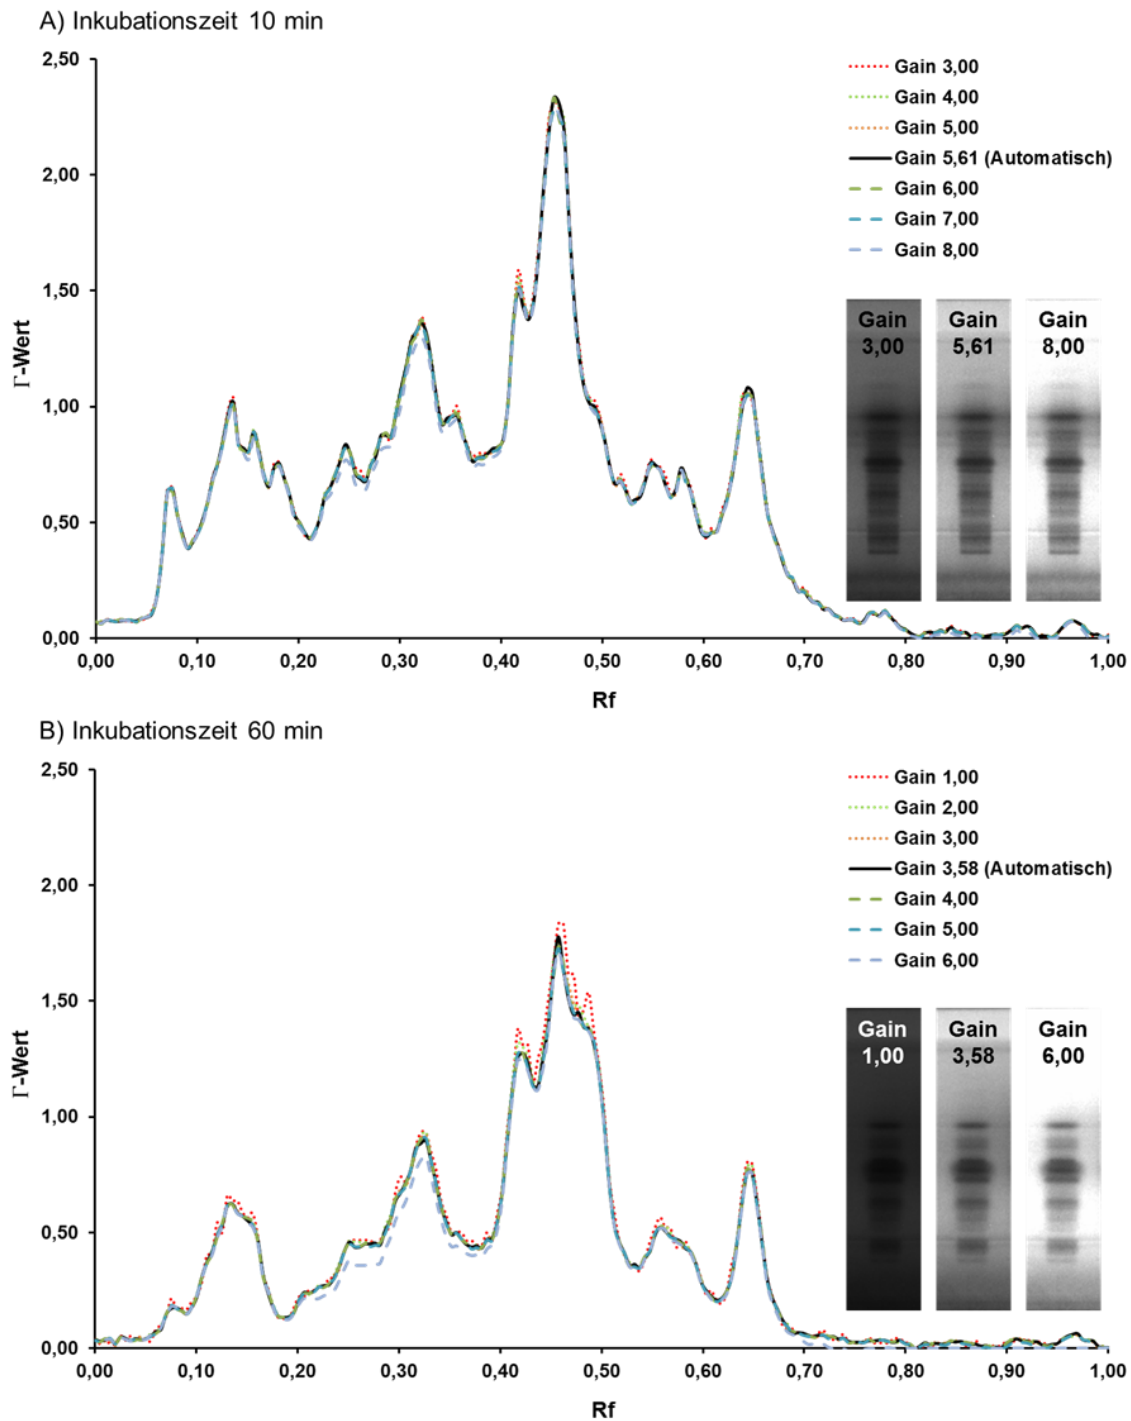 A) Inkubationszeit 10 min
2,50
2,00
1,50
1,00
0,50
0,00
Γ-Wert
0,00 0,10 0,20 0,30 0,40 0,50 0,60 0,70 0,80 0,90 1,00
Rf
Gain 3,00
Gain 4,00
Gain 5,00
Gain 5,61 (Automatisch)
Gain 6,00
Gain 7,00
Gain 8,00
Gain
3,00
Gain
5,61
Gain
8,00
B) Inkubationszeit 60 min
2,50
2,00
1,50
1,00
0,50
0,00
Γ-Wert
0,00 0,10 0,20 0,30 0,40 0,50 0,60 0,70 0,80 0,90 1,00
Rf
Gain 1,00
Gain 2,00
Gain 3,00
Gain 3,58 (Automatisch)
Gain 4,00
Gain 5,00
Gain 6,00
Gain
1,00
Gain
3,58
Gain
6,00